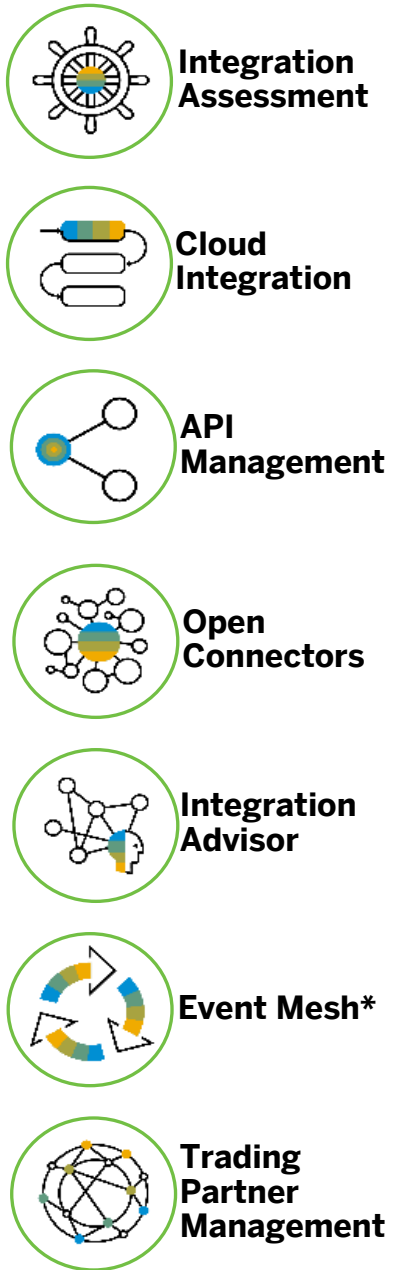 Integration
Assessment
Cloud
Integration
API
Management
Open
Connectors
Integration
Advisor
Event Mesh*
Trading
Partner
Management